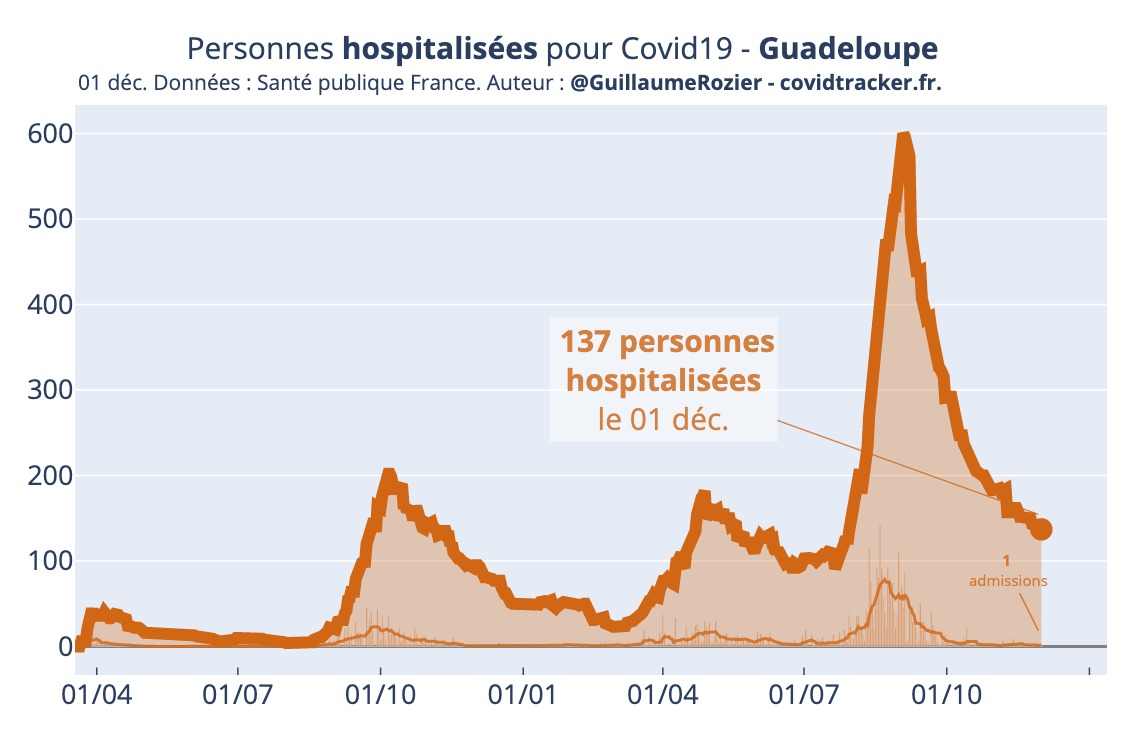 Personnes hospitalisées pour Covid19 - Guadeloupe
01 déc. Données : Santé publique France. Auteur : @GuillaumeRozier - covidtracker.fr.
600
500
400
300
200
100
0
137 personnes
hospitalisées
le 01 déc.
1
admissions
01/04
01/07
01/10
01/01
01/04
01/07
01/10